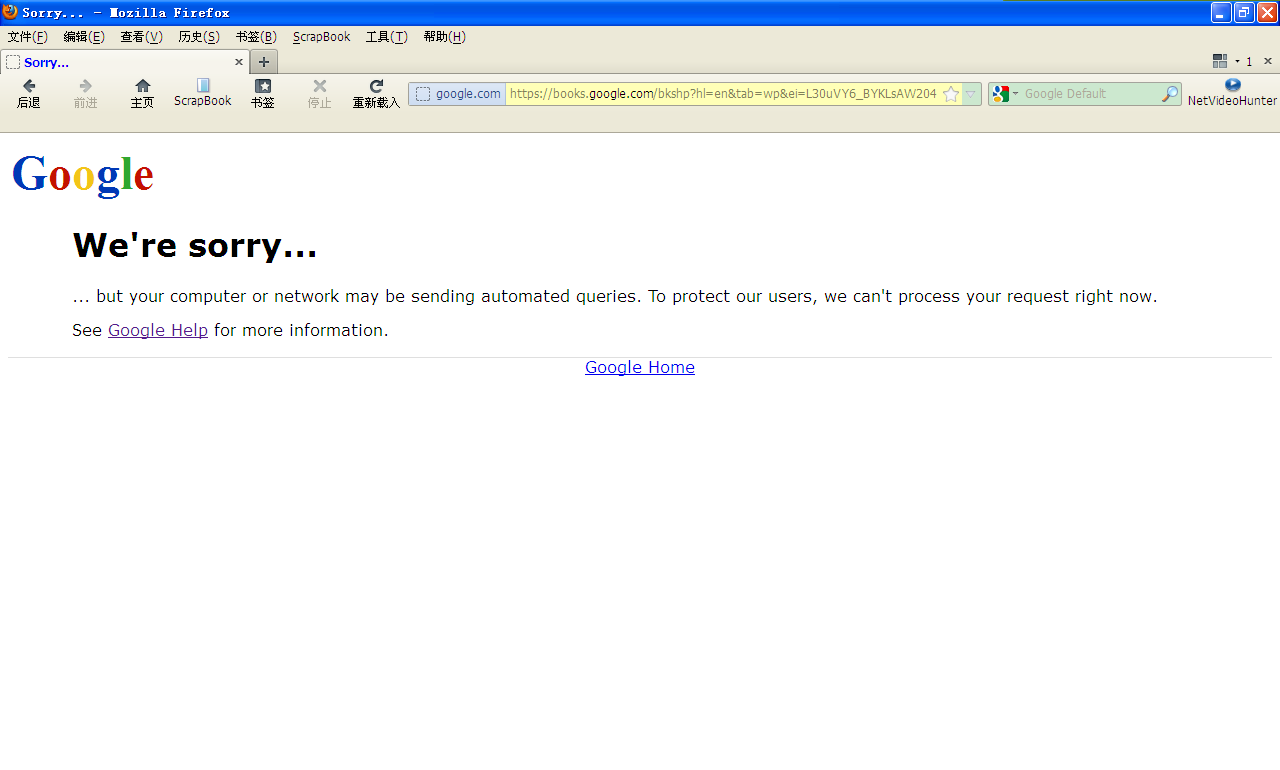 Sorry... - Mozilla Firefox
文件(F) 编辑(E) 查看(V) 历史(S) 书签(B) ScrapBook 工具(T) 帮助(H)
Sorry...
1
后退 前进 主页 ScrapBook 书签 停止 重新载入 google.com https://books.google.com/bkshp?hl=en&tab=wp&ei=L30uVY6_BYKLsAW204 Google Default NetVideoHunter
Google
We're sorry...
... but your computer or network may be sending automated queries. To protect our users, we can't process your request right now.
See Google Help for more information.
Google Home